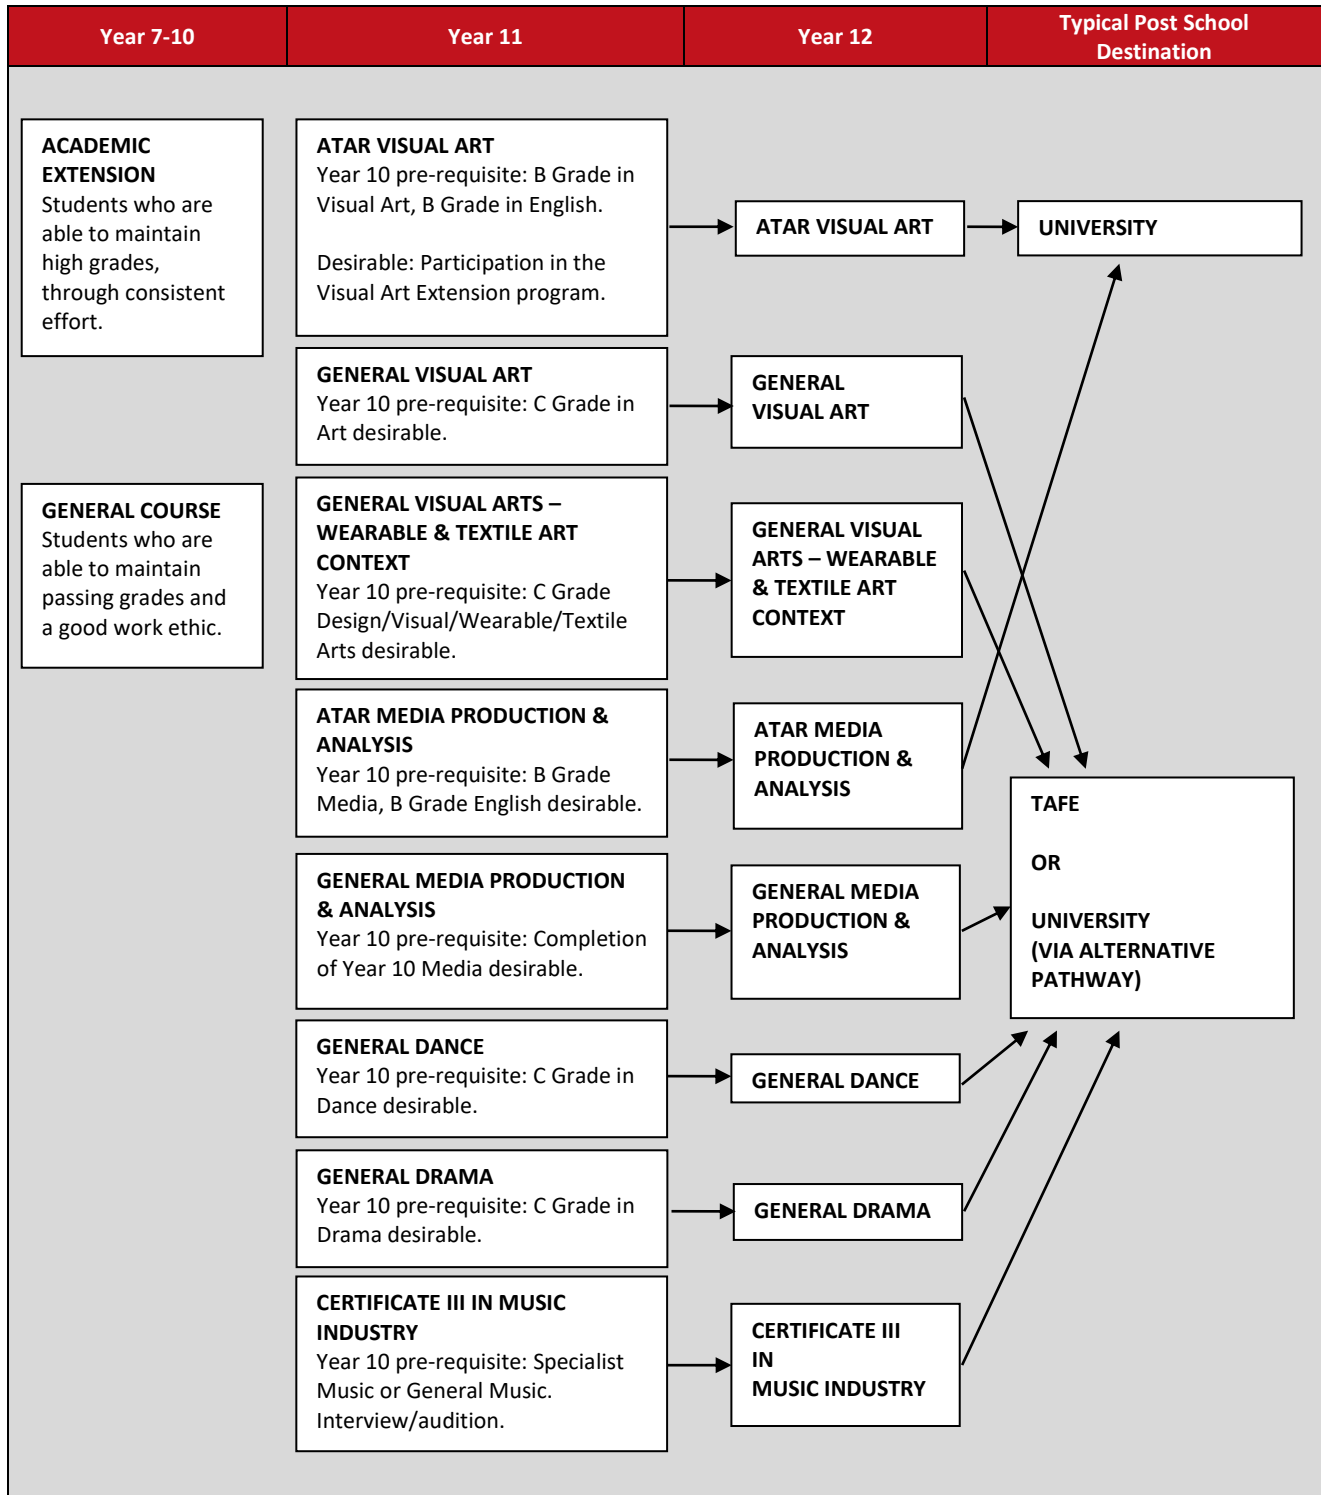 Year 7-10
Year 11
Year 12
Typical Post School
Destination
ACADEMIC
EXTENSION
Students who are
able to maintain
high grades,
through consistent
effort.
GENERAL COURSE
Students who are
able to maintain
passing grades and
a good work ethic.
ATAR VISUAL ART
Year 10 pre-requisite: B Grade in
Visual Art, B Grade in English.
Desirable: Participation in the
Visual Art Extension program.
ATAR VISUAL ART
UNIVERSITY
GENERAL VISUAL ART
Year 10 pre-requisite: C Grade in
Art desirable.
GENERAL
VISUAL ART
GENERAL VISUAL ARTS –
WEARABLE & TEXTILE ART
CONTEXT
Year 10 pre-requisite: C Grade
Design/Visual/Wearable/Textile
Arts desirable.
GENERAL VISUAL
ARTS – WEARABLE
& TEXTILE ART
CONTEXT
ATAR MEDIA PRODUCTION &
ANALYSIS
Year 10 pre-requisite: B Grade
Media, B Grade English desirable.
ATAR MEDIA
PRODUCTION &
ANALYSIS
GENERAL MEDIA PRODUCTION
& ANALYSIS
Year 10 pre-requisite: Completion
of Year 10 Media desirable.
GENERAL MEDIA
PRODUCTION &
ANALYSIS
TAFE
OR
UNIVERSITY
(VIA ALTERNATIVE
PATHWAY)
GENERAL DANCE
Year 10 pre-requisite: C Grade in
Dance desirable.
GENERAL DANCE
GENERAL DRAMA
Year 10 pre-requisite: C Grade in
Drama desirable.
GENERAL DRAMA
CERTIFICATE III IN MUSIC
INDUSTRY
Year 10 pre-requisite: Specialist
Music or General Music.
Interview/audition.
CERTIFICATE III
IN
MUSIC INDUSTRY